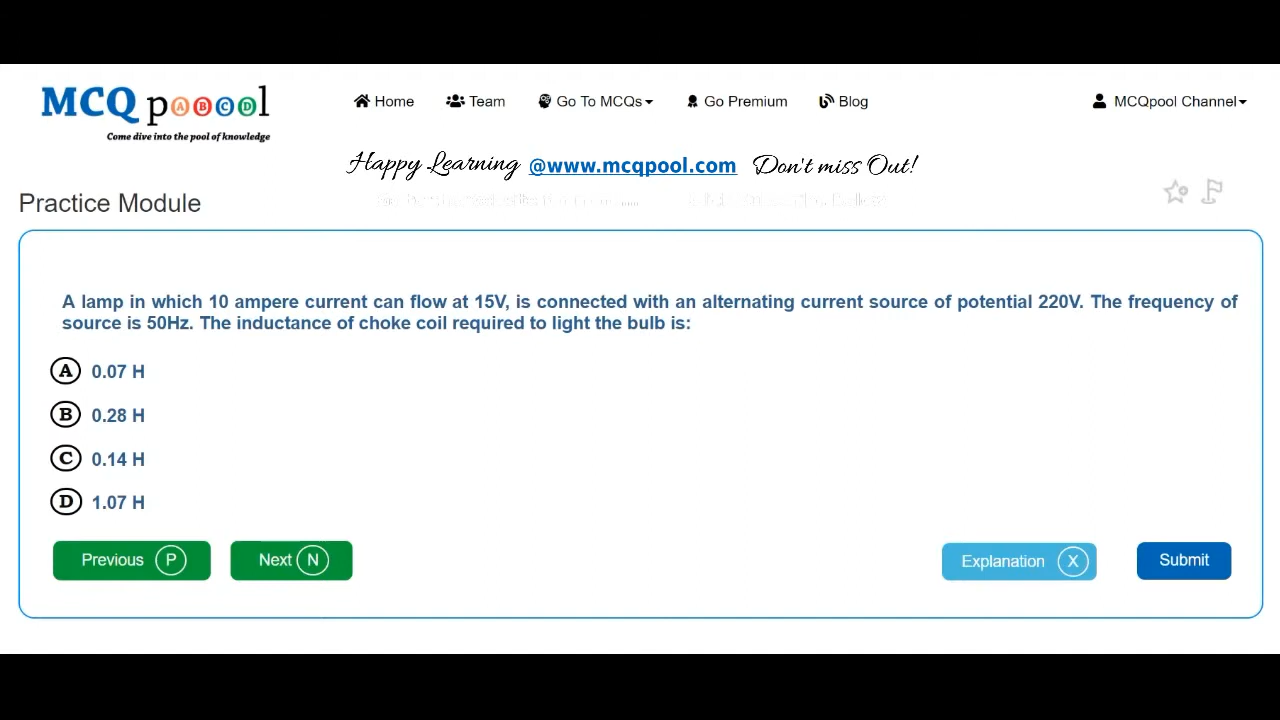 MCQ pooool
Come dive into the pool of knowledge
Home Team Go To MCQs Go Premium Blog MCQpool Channel
Happy Learning @www.mcqpool.com Don't miss Out!
Practice Module
A lamp in which 10 ampere current can flow at 15V, is connected with an alternating current source of potential 220V. The frequency of
source is 50Hz. The inductance of choke coil required to light the bulb is:
A 0.07 H
B 0.28 H
C 0.14 H
D 1.07 H
Previous P Next N Explanation X Submit